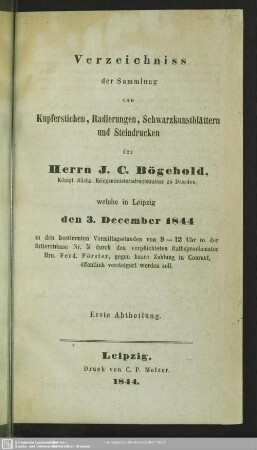 Verzeichniss
der Sammlung
von
Kupferstichen, Radierungen, Schwarzkunstblättern
und Steindrucken
des
Herrn J. C. Bögehold,
Königl. Sächs. Kriegsministerial zu Dresden,
welche in Leipzig
den 3. December 1844
in den bestimmten Vormittagsstunden von 9 — 12 Uhr in der
Ritterstrasse Nr. 5 durch den verpflichteten Rathsproclamator
Hrn. Ferd. Förster, gegen baare Zahlung in Courant,
öffentlich versteigert werden soll.
Erste Abtheilung.
Leipzig,
Druck von C. P. Melzer.
1844.